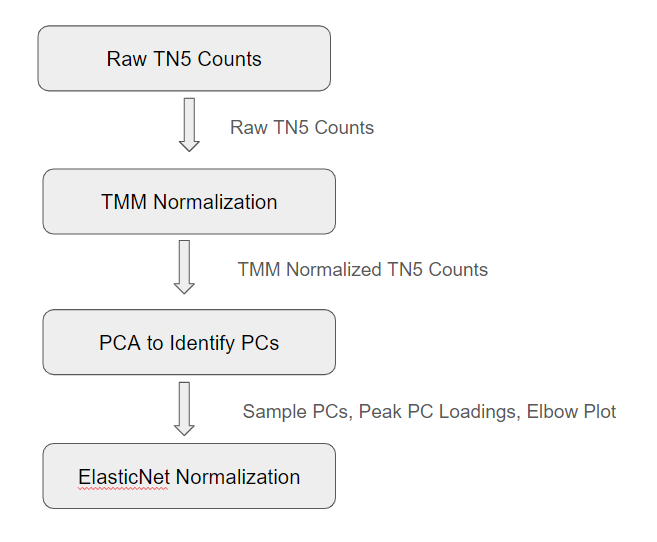 Raw TN5 Counts
Raw TN5 Counts
TMM Normalization
TMM Normalized TN5 Counts
PCA to Identify PCs
Sample PCs, Peak PC Loadings, Elbow Plot
ElasticNet Normalization